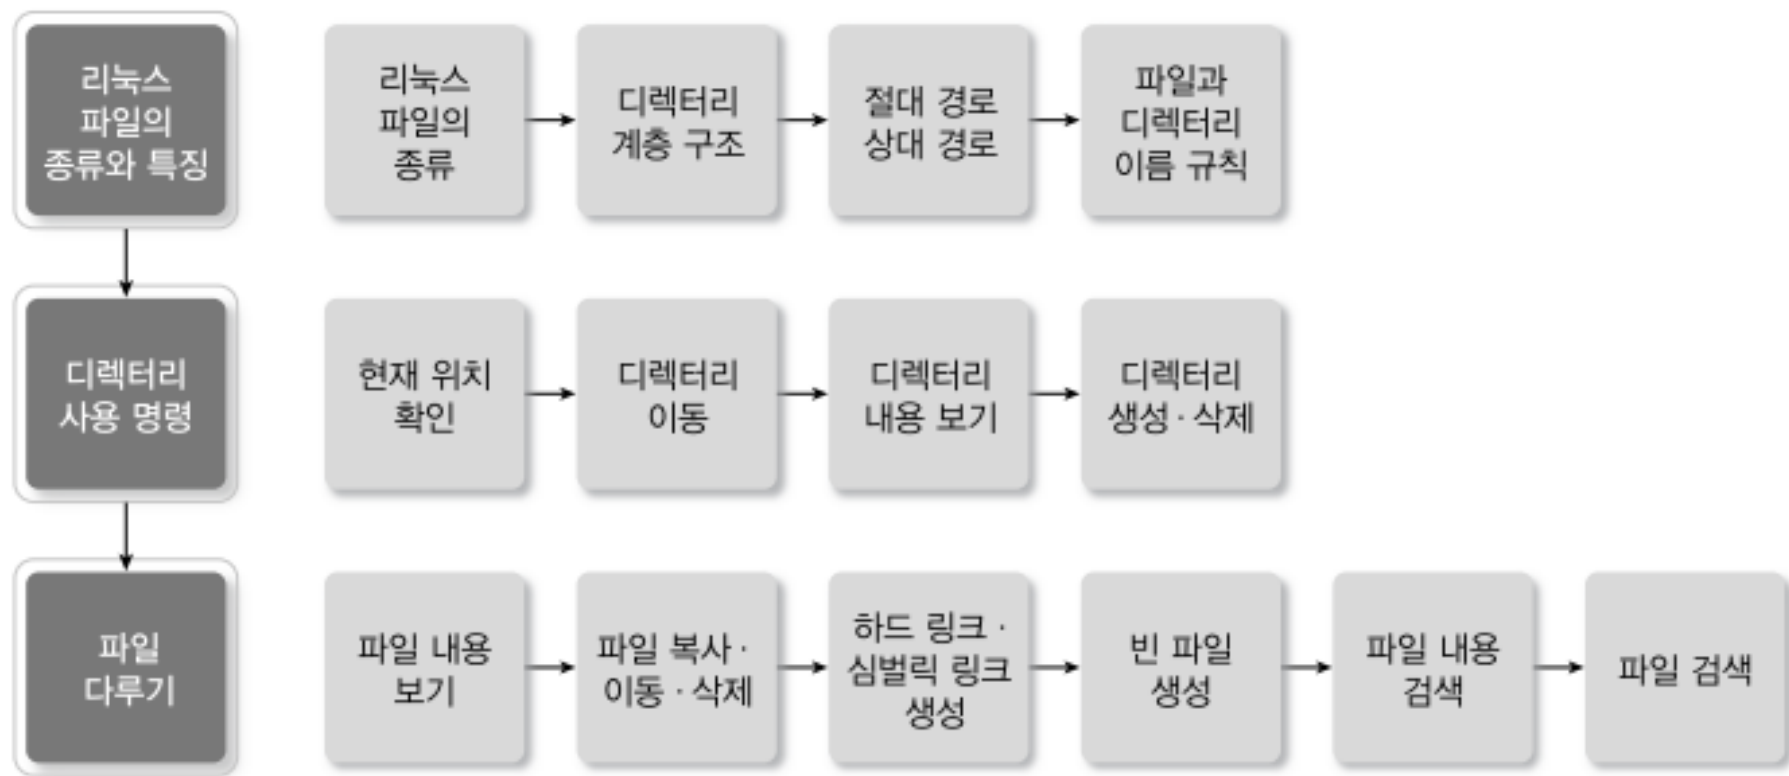 리눅스
파일의
종류와 특징
리눅스
파일의
종류
디렉터리
계층 구조
절대 경로
상대 경로
파일과
디렉터리
이름 규칙
디렉터리
사용 명령
현재 위치
확인
디렉터리
이동
디렉터리
내용 보기
디렉터리
생성 · 삭제
파일
다루기
파일 내용
보기
파일 복사 ·
이동 · 삭제
하드 링크 ·
심벌릭 링크
생성
빈 파일
생성
파일 내용
검색
파일 검색